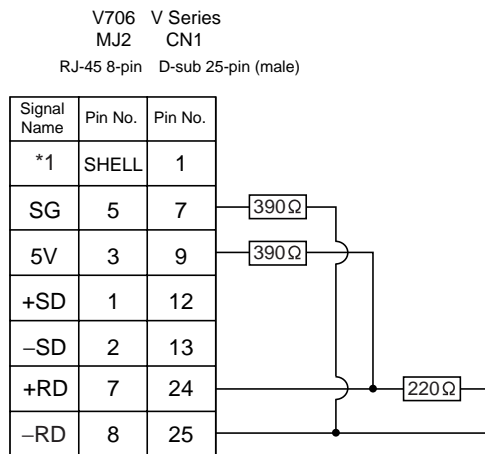 V706 V Series
MJ2 CN1
RJ-45 8-pin D-sub 25-pin (male)
Signal Name Pin No. Pin No.
*1 SHELL 1
SG 5 7 390Ω
5V 3 9 390Ω
+SD 1 12
−SD 2 13
+RD 7 24 220Ω
−RD 8 25